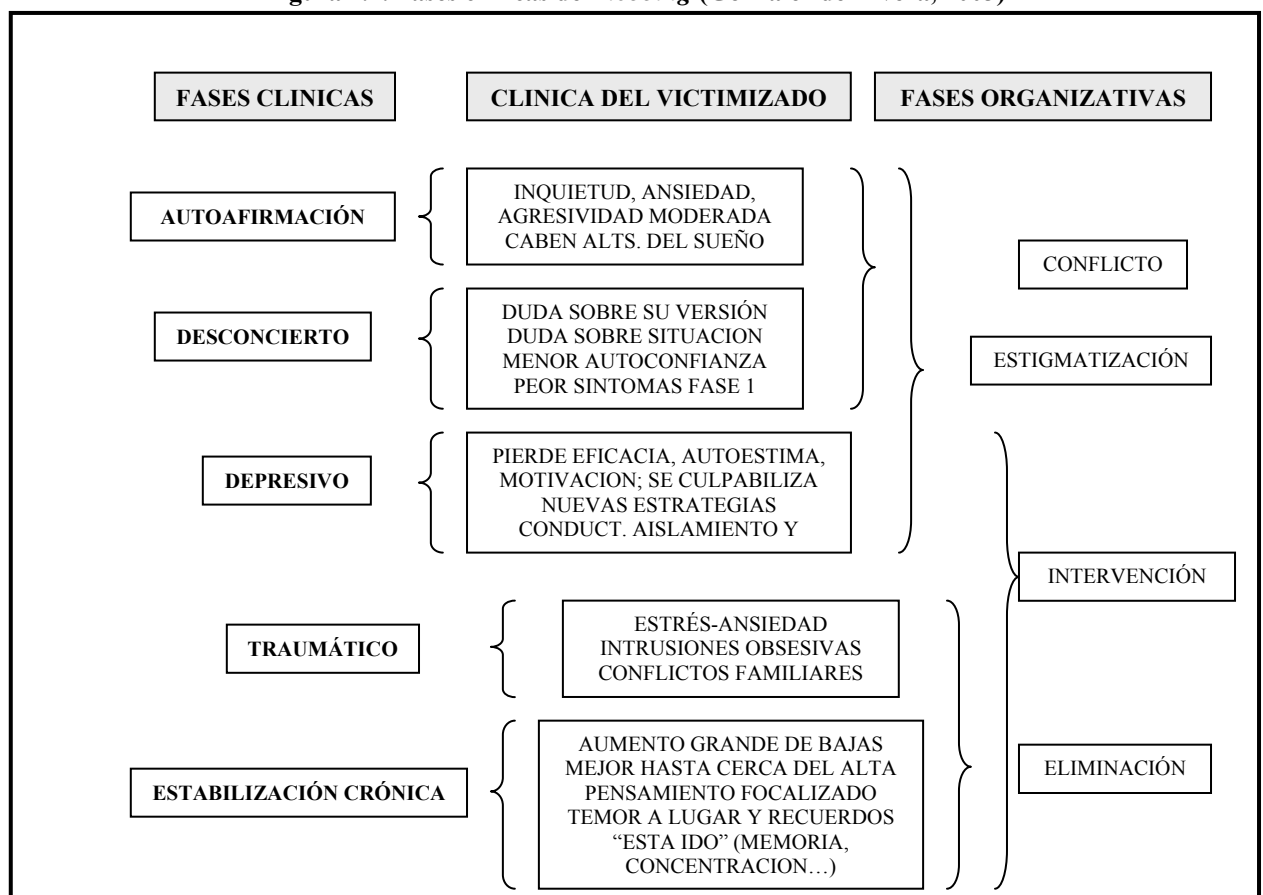 FASES CLINICAS
CLINICA DEL VICTIMIZADO
FASES ORGANIZATIVAS
AUTOAFIRMACIÓN
INQUIETUD, ANSIEDAD,
AGRESIVIDAD MODERADA
CABEN ALTS. DEL SUEÑO
CONFLICTO
DESCONCIERTO
DUDA SOBRE SU VERSIÓN
DUDA SOBRE SITUACION
MENOR AUTOCONFIANZA
PEOR SINTOMAS FASE 1
ESTIGMATIZACIÓN
DEPRESIVO
PIERDE EFICACIA, AUTOESTIMA,
MOTIVACION; SE CULPABILIZA
NUEVAS ESTRATEGIAS
CONDUCT. AISLAMIENTO Y
INTERVENCIÓN
TRAUMÁTICO
ESTRÉS-ANSIEDAD
INTRUSIONES OBSESIVAS
CONFLICTOS FAMILIARES
ESTABILIZACIÓN CRÓNICA
AUMENTO GRANDE DE BAJAS
MEJOR HASTA CERCA DEL ALTA
PENSAMIENTO FOCALIZADO
TEMOR A LUGAR Y RECUERDOS
“ESTA IDO” (MEMORIA,
CONCENTRACION…)
ELIMINACIÓN